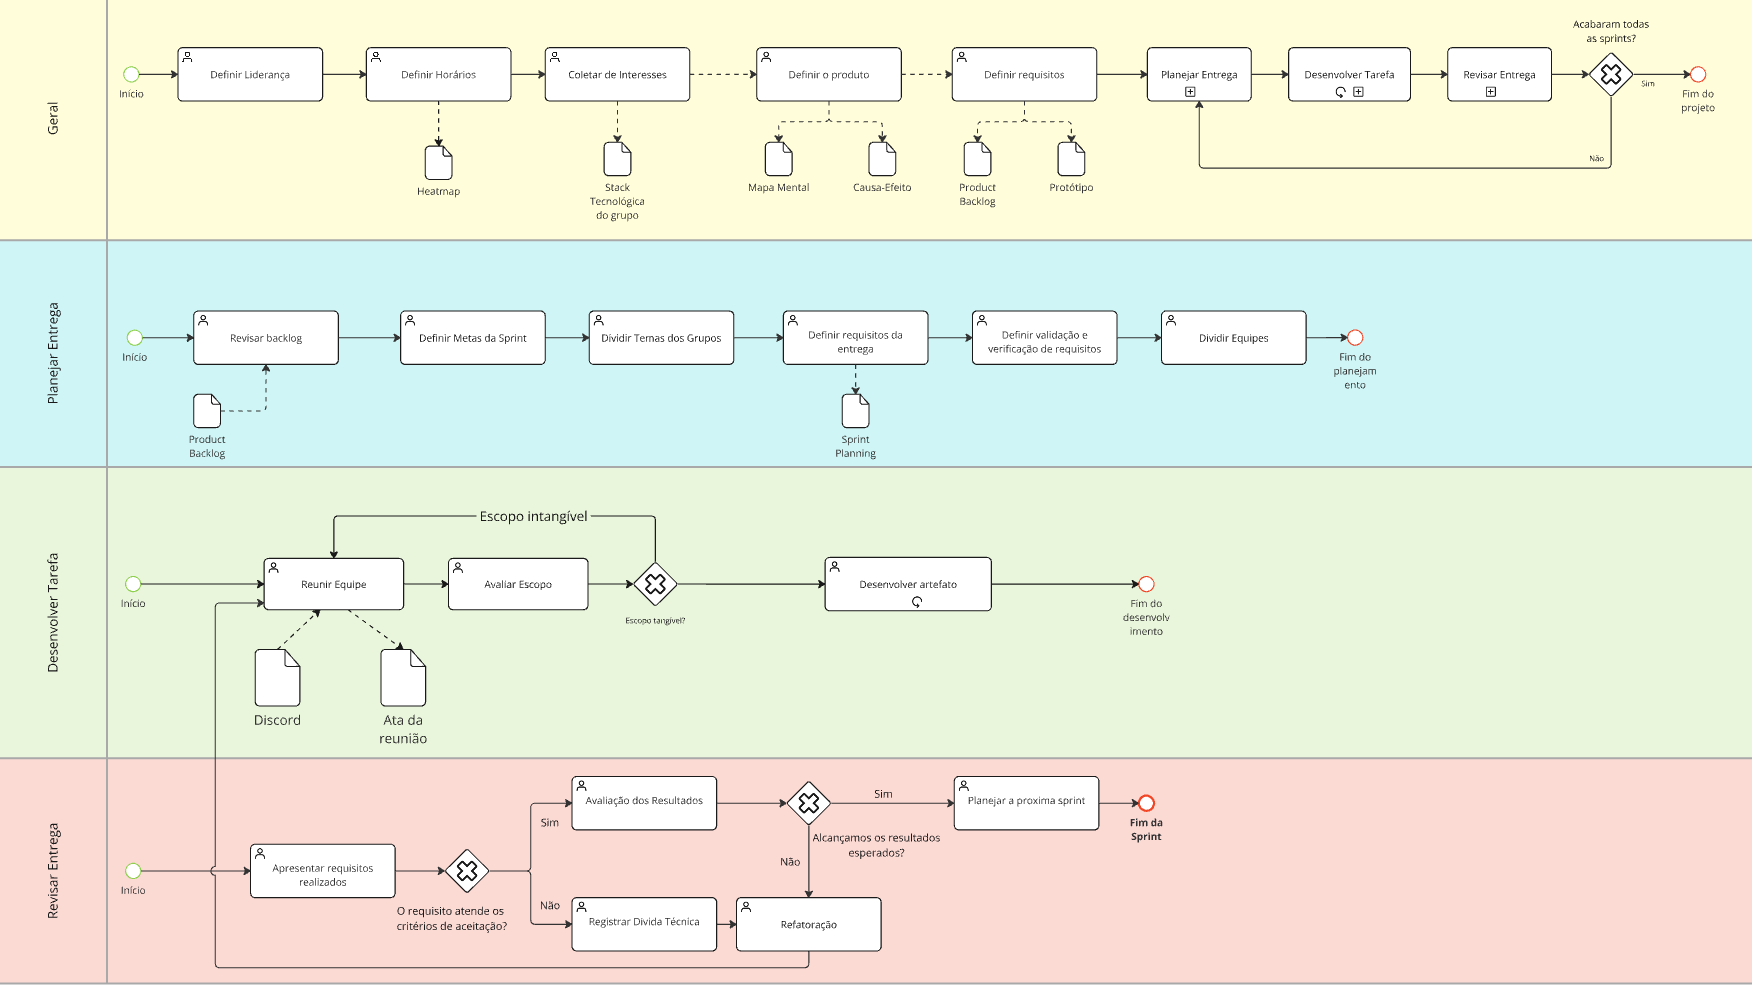 Geral
Acabaram todas
as sprints?
Início
Definir Liderança
Definir Horários
Coletar de Interesses
Definir o produto
Definir requisitos
Planejar Entrega
Desenvolver Tarefa
Revisar Entrega
Sim
Fim do
projeto
Não
Heatmap
Stack
Tecnológica
do grupo
Mapa Mental
Causa-Efeito
Product
Backlog
Protótipo
Planejar Entrega
Início
Revisar backlog
Definir Metas da Sprint
Dividir Temas dos Grupos
Definir requisitos da
entrega
Definir validação e
verificação de requisitos
Dividir Equipes
Fim do
planejam
ento
Product
Backlog
Sprint
Planning
Desenvolver Tarefa
Escopo intangível
Início
Reunir Equipe
Avaliar Escopo
Escopo tangível?
Desenvolver artefato
Fim do
desenvolv
imento
Discord
Ata da
reunião
Revisar Entrega
Início
Apresentar requisitos
realizados
O requisito atende os
critérios de aceitação?
Sim
Avaliação dos Resultados
Sim
Planejar a proxima sprint
Fim da
Sprint
Alcançamos os resultados
esperados?
Não
Não
Registrar Divida Técnica
Refatoração